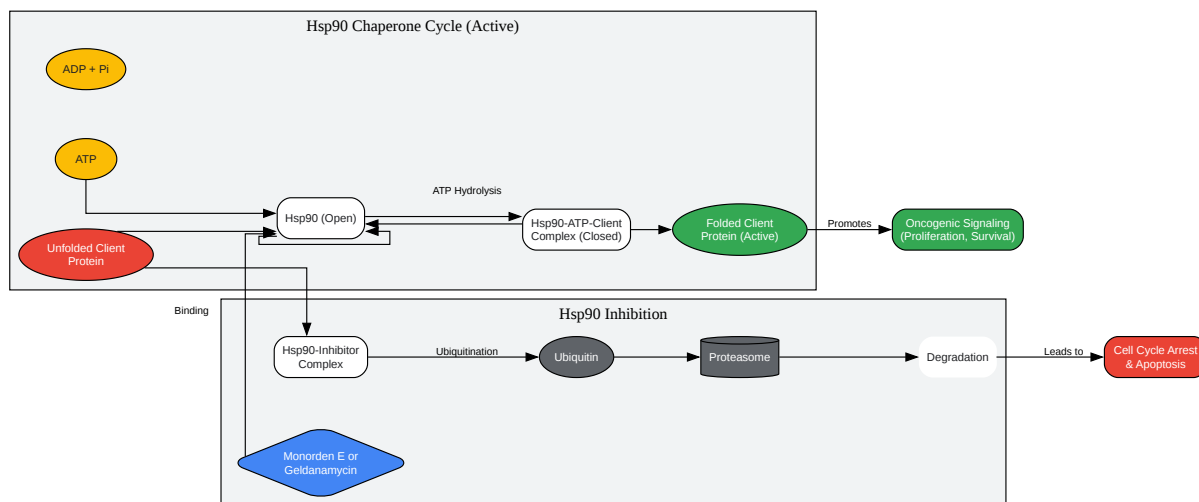 Hsp90 Chaperone Cycle (Active)
ADP + Pi
ATP
ATP Hydrolysis
Hsp90 (Open)
Hsp90-ATP-Client
Complex (Closed)
Folded Client
Protein (Active)
Promotes
Oncogenic Signaling
(Proliferation, Survival)
Unfolded Client
Protein
Binding
Hsp90 Inhibition
Hsp90-Inhibitor
Complex
Ubiquitination
Ubiquitin
Proteasome
Degradation
Leads to
Cell Cycle Arrest
& Apoptosis
Monorden E or
Geldanamycin